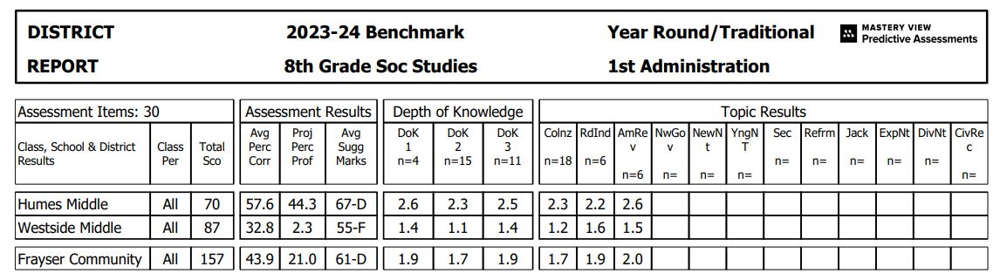 DISTRICT 2023-24 Benchmark Year Round/Traditional MASTERY VIEW Predictive Assessments
REPORT 8th Grade Soc Studies 1st Administration
Assessment Items: 30 Assessment Results Depth of Knowledge Topic Results
Class, School & District Results Class Per Total Sco Avg Perc Corr Proj Perc Prof Avg Sugg Marks DoK 1 n=4 DoK 2 n=15 DoK 3 n=11 Colnz n=18 RdInd n=6 AmRev n=6 NwGov n= NewNt n= YngNT n= Sec n= Refrm n= Jack n= ExpNt n= DivNt n= CivRec n=
Humes Middle All 70 57.6 44.3 67-D 2.6 2.3 2.5 2.3 2.2 2.6
Westside Middle All 87 32.8 2.3 55-F 1.4 1.1 1.4 1.2 1.6 1.5
Frayser Community All 157 43.9 21.0 61-D 1.9 1.7 1.9 1.7 1.9 2.0